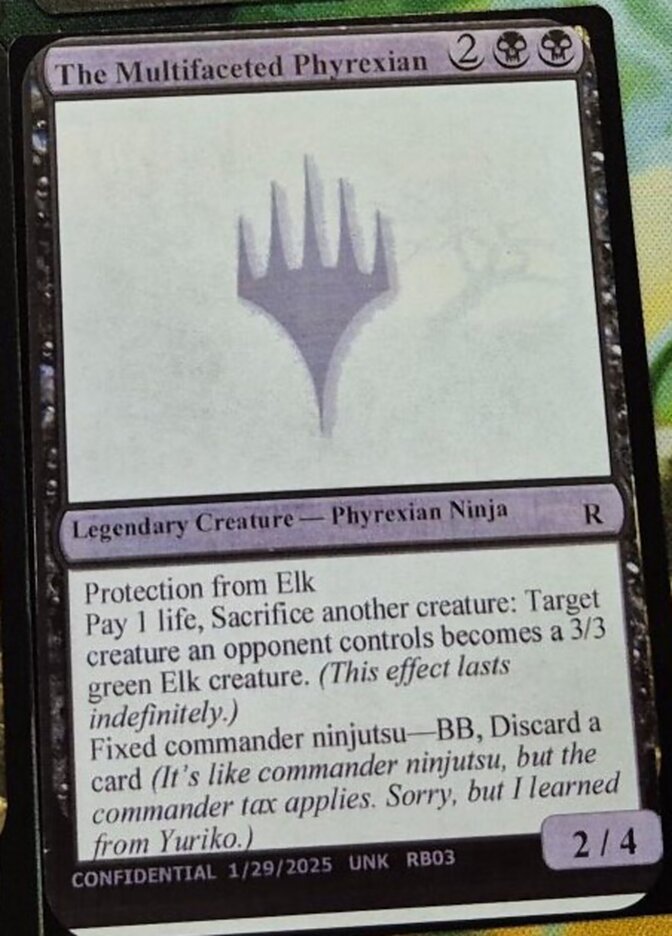 The Multifaceted Phyrexian 2
Legendary Creature — Phyrexian Ninja R
Protection from Elk
Pay 1 life, Sacrifice another creature: Target
creature an opponent controls becomes a 3/3
green Elk creature. (This effect lasts
indefinitely.)
Fixed commander ninjutsu—BB, Discard a
card (It's like commander ninjutsu, but the
commander tax applies. Sorry, but I learned
from Yuriko.)
2 / 4
CONFIDENTIAL 1/29/2025 UNK RB03